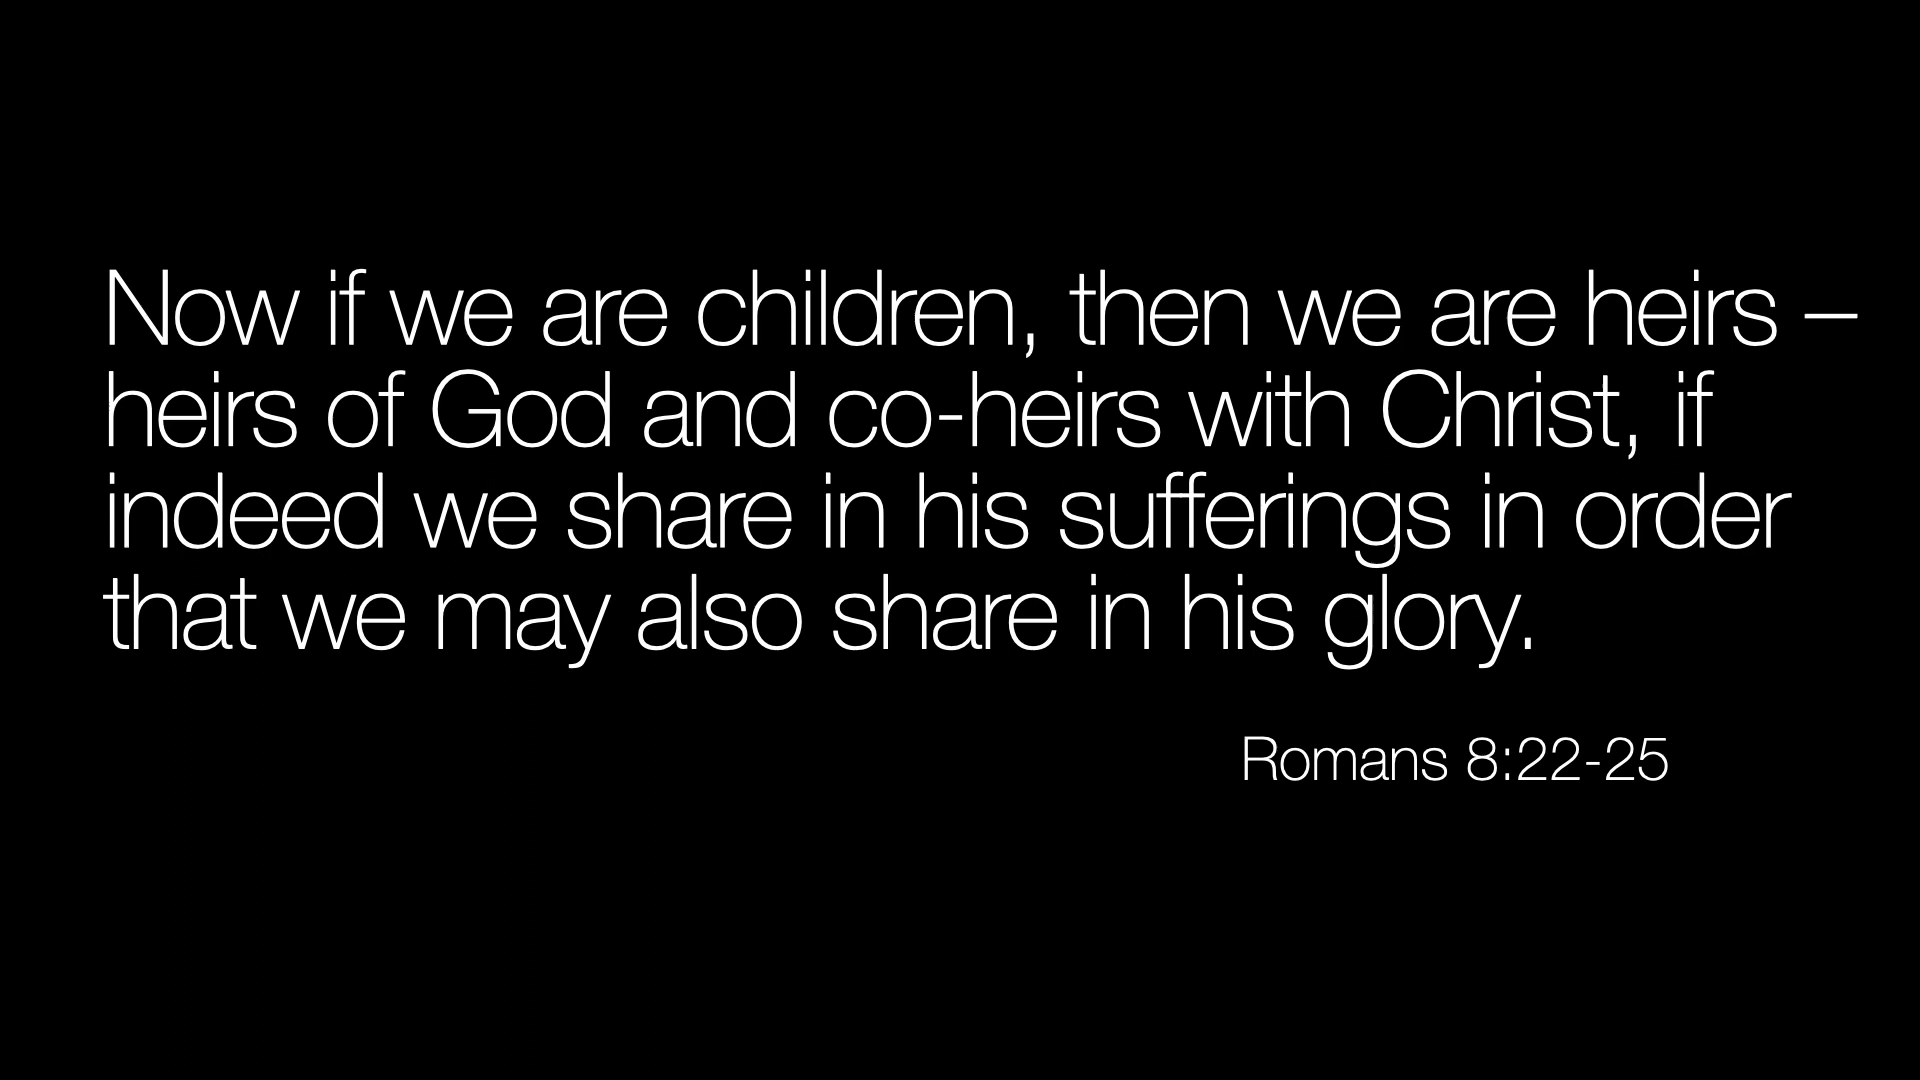 Now if we are children, then we are heirs –
heirs of God and co-heirs with Christ, if
indeed we share in his sufferings in order
that we may also share in his glory.
Romans 8:22-25